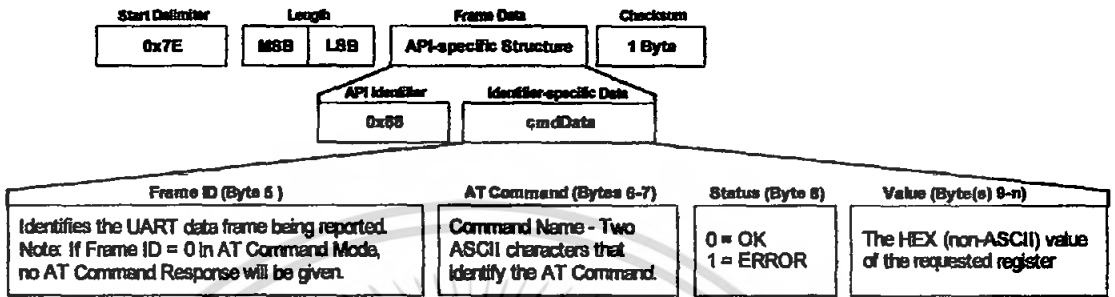 Start Delimiter Length Frame Data Checksum
0x7E MSB LSB API-specific Structure 1 Byte
API Identifier Identifier-specific Data
0x88 cmdData
Frame ID (Byte 5 ) AT Command (Bytes 6-7) Status (Byte 8) Value (Byte(s) 9-n)
Identifies the UART data frame being reported.
Note: If Frame ID = 0 in AT Command Mode,
no AT Command Response will be given.
Command Name - Two
ASCII characters that
identify the AT Command.
0 = OK
1 = ERROR
The HEX (non-ASCII) value
of the requested register